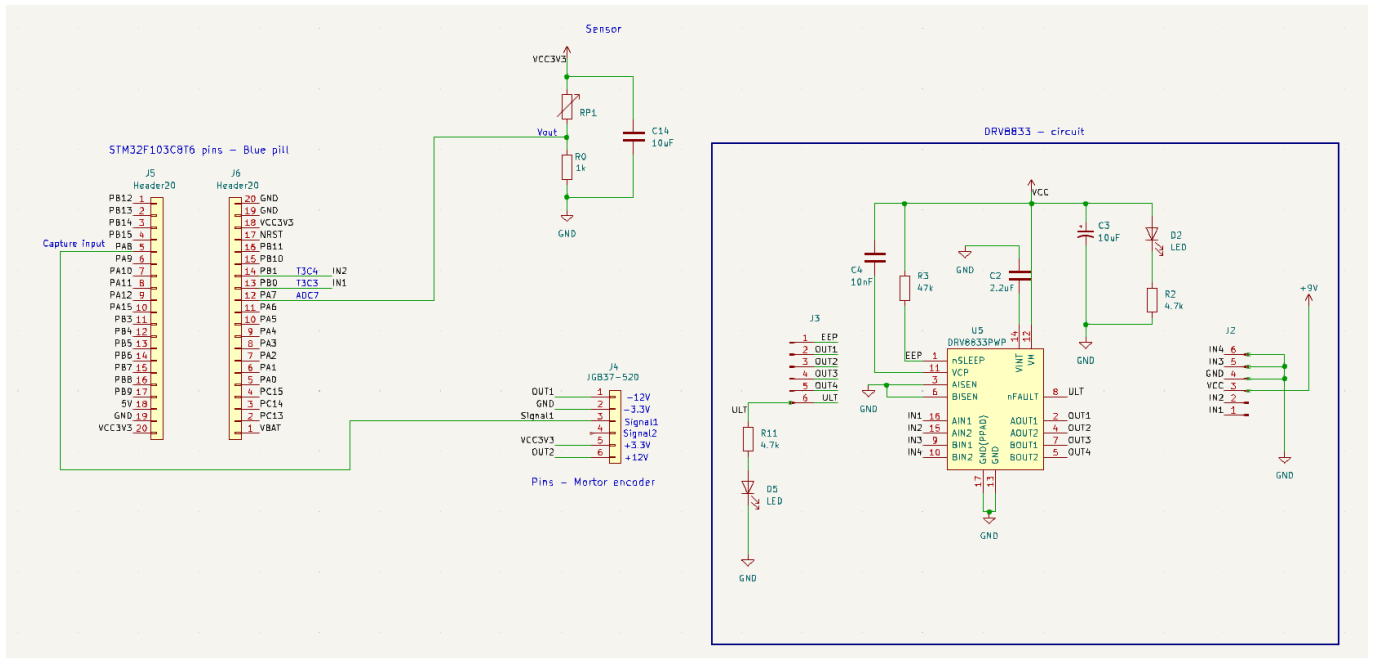 Sensor
VCC3V3
RP1
Vout
R0
1k
C14
10uF
GND
STM32F103C8T6 pins - Blue pill
J5
Header20
PB12 1
PB13 2
PB14 3
PB15 4
PA8 5
PA9 6
PA10 7
PA11 8
PA12 9
PA15 10
PB3 11
PB4 12
PB5 13
PB6 14
PB7 15
PB8 16
PB9 17
5V 18
GND 19
VCC3V3 20
Capture input
J6
Header20
20 GND
19 GND
18 VCC3V3
17 NRST
16 PB11
15 PB10
14 PB1 T3C4 IN2
13 PB0 T3C3 IN1
12 PA7 ADC7
11 PA6
10 PA5
9 PA4
8 PA3
7 PA2
6 PA1
5 PA0
4 PC15
3 PC14
2 PC13
1 VBAT
J4
JGB37-520
OUT1 1 -12V
GND 2 -3.3V
Signal1 3 Signal1
4 Signal2
VCC3V3 5 +3.3V
OUT2 6 +12V
Pins - Mortor encoder
DRV8833 - circuit
VCC
C4
10nF
R3
47k
GND
C2
2.2uF
C3
10uF
D2
LED
R2
4.7k
GND
J3
1 EEP
2 OUT1
3 OUT2
4 OUT3
5 OUT4
6 ULT
ULT
R11
4.7k
D5
LED
GND
U5
DRV8833PWP
EEP 1 nSLEEP
11 VCP
3 AISEN
6 BISEN
GND
IN1 16 AIN1
IN2 15 AIN2
IN3 9 BIN1
IN4 10 BIN2
14 VINT
12 VM
nFAULT 8 ULT
AOUT1 2 OUT1
AOUT2 4 OUT2
BOUT1 7 OUT3
BOUT2 5 OUT4
GND(PPAD) 17
GND 13
GND
+9V
J2
IN4 6
IN3 5
GND 4
VCC 3
IN2 2
IN1 1
GND